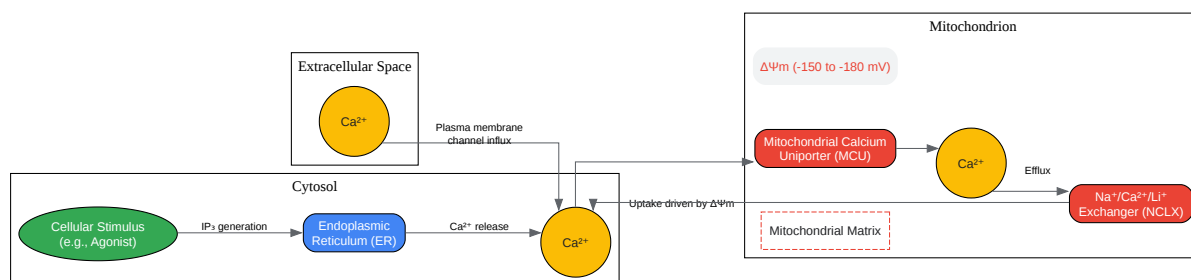 Mitochondrion
ΔΨm (-150 to -180 mV)
Extracellular Space
Ca²⁺
Plasma membrane
channel influx
Mitochondrial Calcium
Uniporter (MCU)
Ca²⁺
Efflux
Cytosol
Uptake driven by ΔΨm
Na⁺/Ca²⁺/Li⁺
Exchanger (NCLX)
Cellular Stimulus
(e.g., Agonist)
IP₃ generation
Endoplasmic
Reticulum (ER)
Ca²⁺ release
Ca²⁺
Mitochondrial Matrix